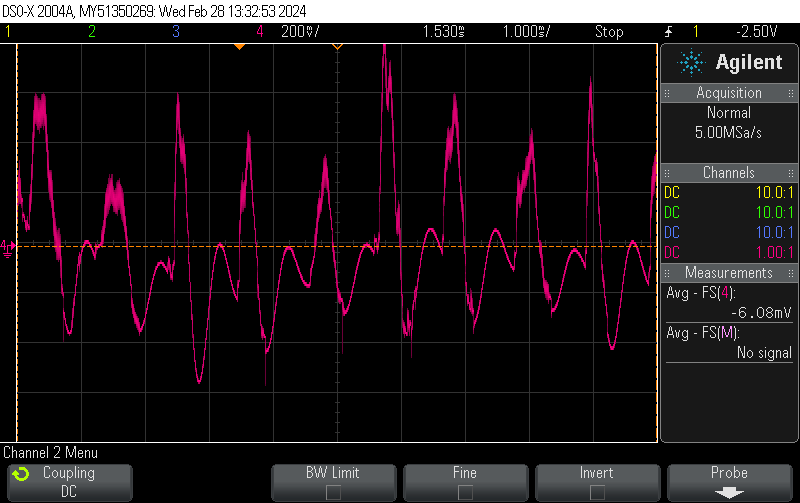 DSO-X 2004A, MY51350269: Wed Feb 28 13:32:53 2024
1 2 3 4 200mV/ 1.530ms 1.000ms/ Stop 1 -2.50V
Agilent
Acquisition
Normal
5.00MSa/s
Channels
DC 10.0:1
DC 10.0:1
DC 10.0:1
DC 1.00:1
Measurements
Avg - FS(4):
-6.08mV
Avg - FS(M):
No signal
4
Channel 2 Menu
Coupling
DC
BW Limit
Fine
Invert
Probe